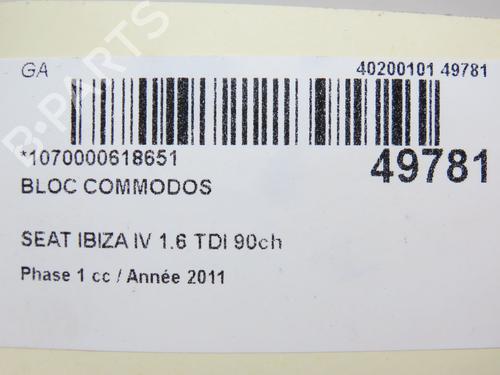 GA
40200101 49781
*1070000618651
49781
BLOC COMMODOS
SEAT IBIZA IV 1.6 TDI 90ch
Phase 1 cc / Année 2011
B-PARTS